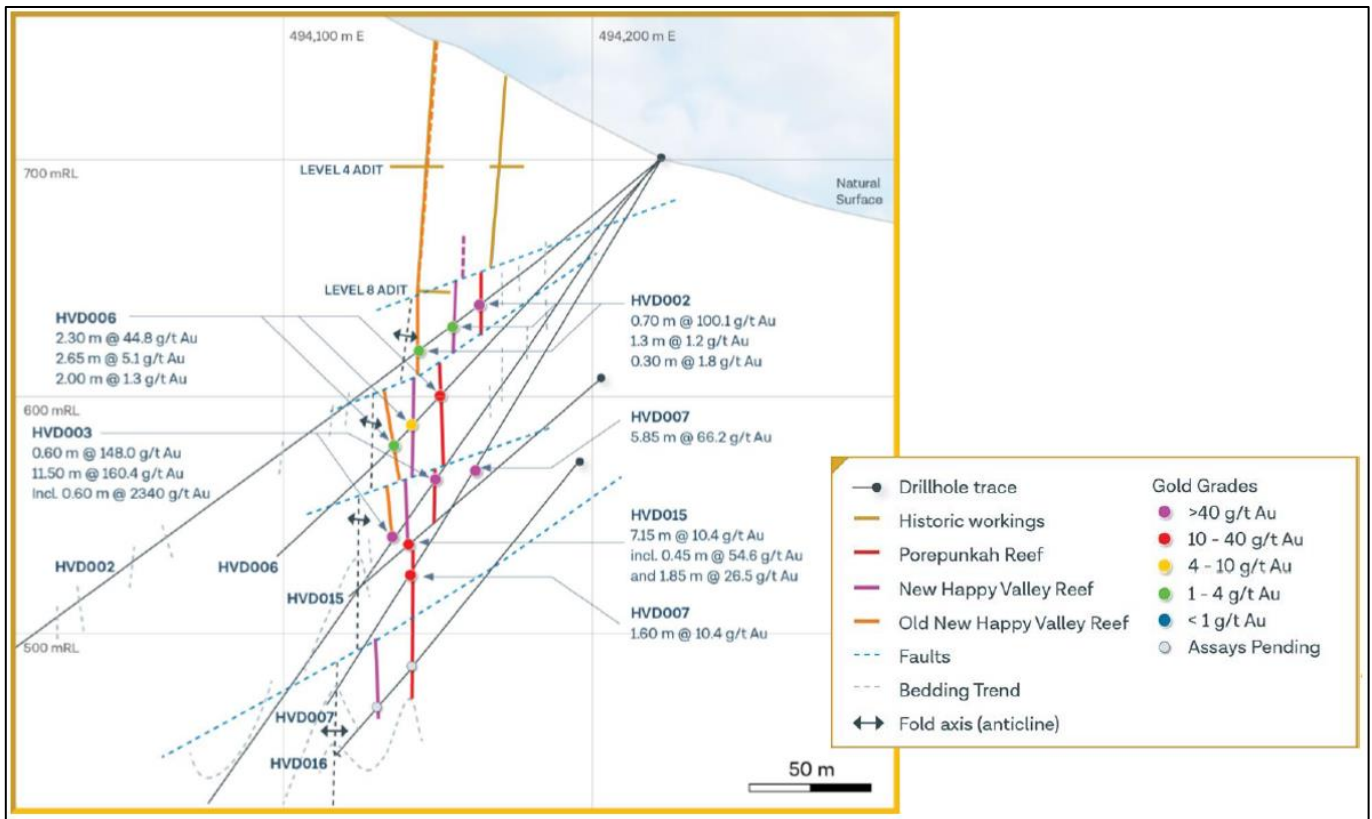 494,100 m E
494,200 m E
700 mRL
LEVEL 4 ADIT
Natural
Surface
LEVEL 8 ADIT
HVD006
2.30 m @ 44.8 g/t Au
2.65 m @ 5.1 g/t Au
2.00 m @ 1.3 g/t Au
HVD002
0.70 m @ 100.1 g/t Au
1.3 m @ 1.2 g/t Au
0.30 m @ 1.8 g/t Au
600 mRL
HVD003
0.60 m @ 148.0 g/t Au
11.50 m @ 160.4 g/t Au
Incl. 0.60 m @ 2340 g/t Au
HVD007
5.85 m @ 66.2 g/t Au
HVD015
7.15 m @ 10.4 g/t Au
incl. 0.45 m @ 54.6 g/t Au
and 1.85 m @ 26.5 g/t Au
HVD002
HVD006
HVD015
HVD007
1.60 m @ 10.4 g/t Au
500 mRL
HVD007
HVD016
50 m
Drillhole trace
Historic workings
Porepunkah Reef
New Happy Valley Reef
Old New Happy Valley Reef
Faults
Bedding Trend
Fold axis (anticline)
Gold Grades
>40 g/t Au
10 - 40 g/t Au
4 - 10 g/t Au
1 - 4 g/t Au
< 1 g/t Au
Assays Pending